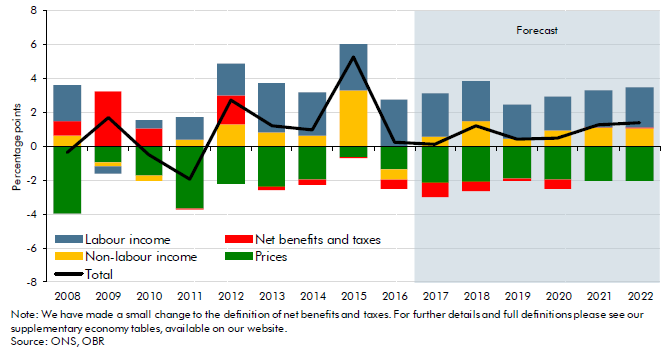 8
6
4
2
0
-2
-4
-6
-8
Percentage points
Forecast
Labour income
Net benefits and taxes
Non-labour income
Prices
Total
2008 2009 2010 2011 2012 2013 2014 2015 2016 2017 2018 2019 2020 2021 2022
Note: We have made a small change to the definition of net benefits and taxes. For further details and full definitions please see our
supplementary economy tables, available on our website.
Source: ONS, OBR